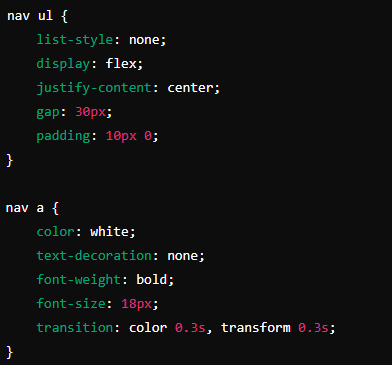 nav ul {
    list-style: none;
    display: flex;
    justify-content: center;
    gap: 30px;
    padding: 10px 0;
}

nav a {
    color: white;
    text-decoration: none;
    font-weight: bold;
    font-size: 18px;
    transition: color 0.3s, transform 0.3s;
}